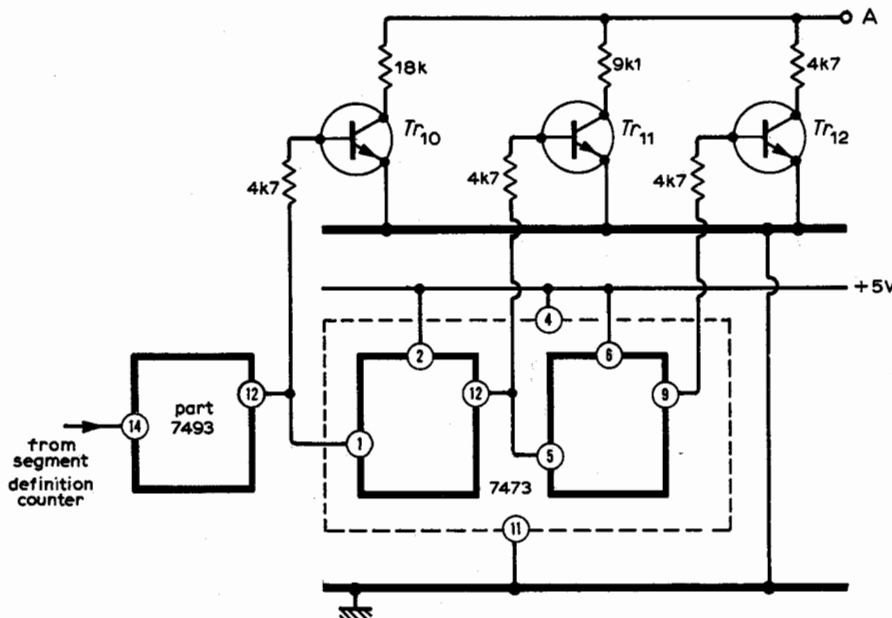 A
18k
9k1
4k7
Tr10
Tr11
Tr12
4k7
4k7
4k7
+5V
4
2
6
part
7493
14
12
12
9
1
5
from
segment
definition
counter
7473
11